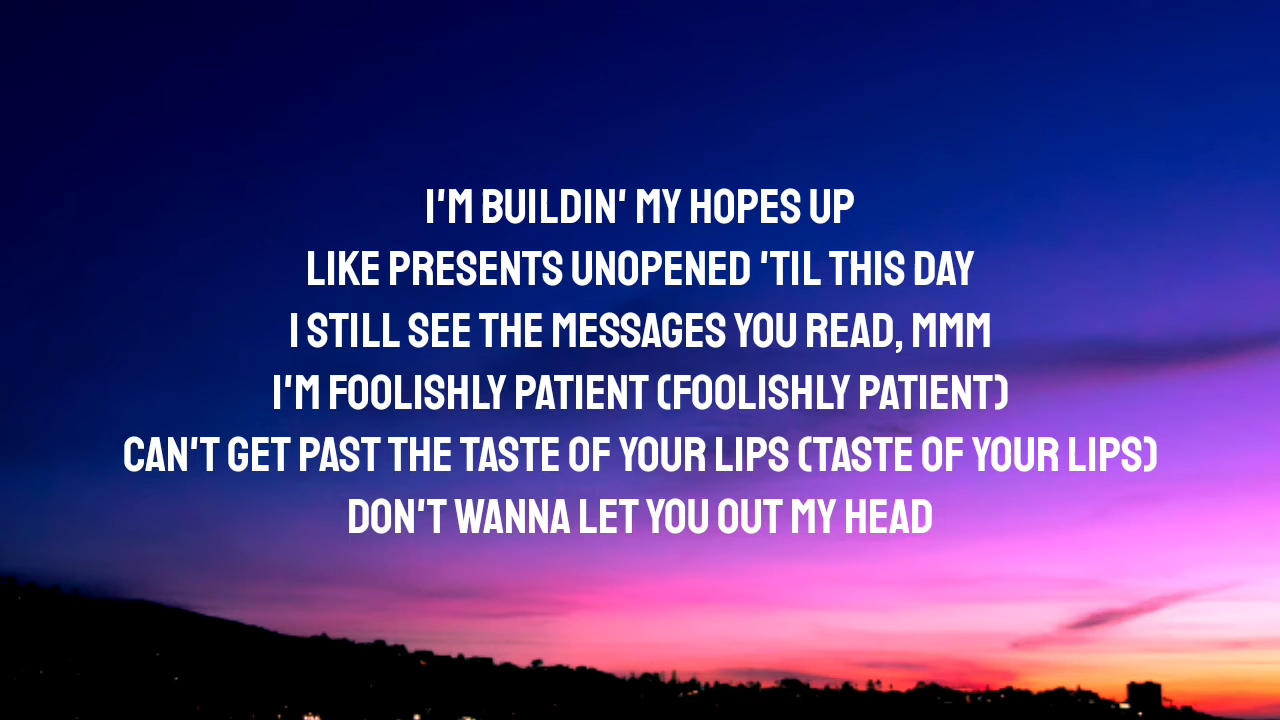 I'M BUILDIN' MY HOPES UP
LIKE PRESENTS UNOPENED 'TIL THIS DAY
I STILL SEE THE MESSAGES YOU READ, MMM
I'M FOOLISHLY PATIENT (FOOLISHLY PATIENT)
CAN'T GET PAST THE TASTE OF YOUR LIPS (TASTE OF YOUR LIPS)
DON'T WANNA LET YOU OUT MY HEAD